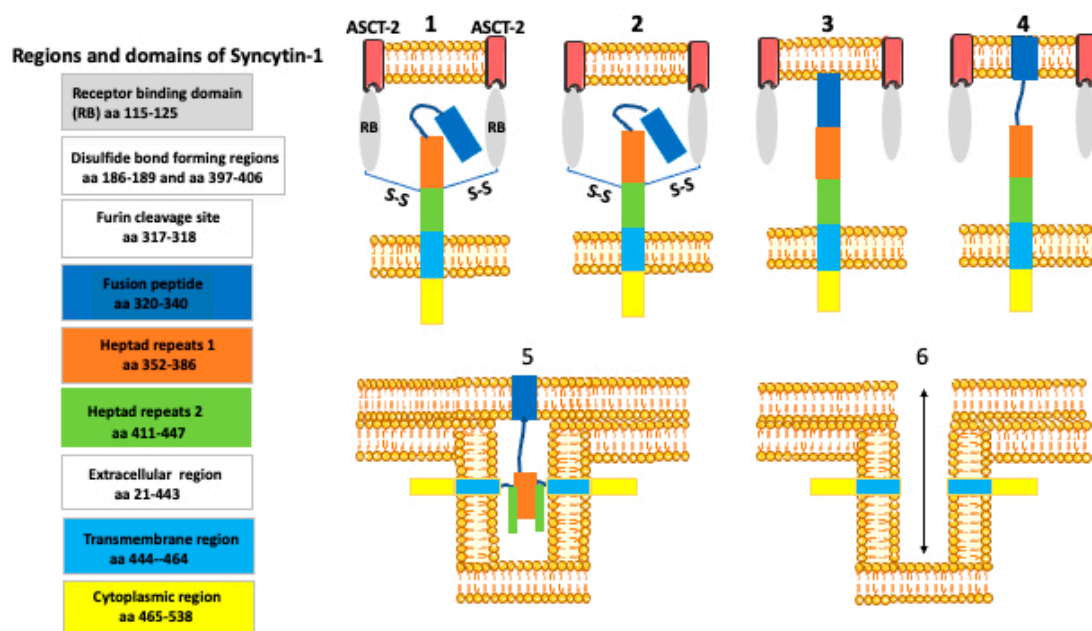 Regions and domains of Syncytin-1
Receptor binding domain
(RB) aa 115-125
Disulfide bond forming regions
aa 186-189 and aa 397-406
Furin cleavage site
aa 317-318
Fusion peptide
aa 320-340
Heptad repeats 1
aa 352-386
Heptad repeats 2
aa 411-447
Extracellular region
aa 21-443
Transmembrane region
aa 444--464
Cytoplasmic region
aa 465-538
ASCT-2 1 ASCT-2
RB RB
S-S S-S
2
S-S S-S
3
4
5
6